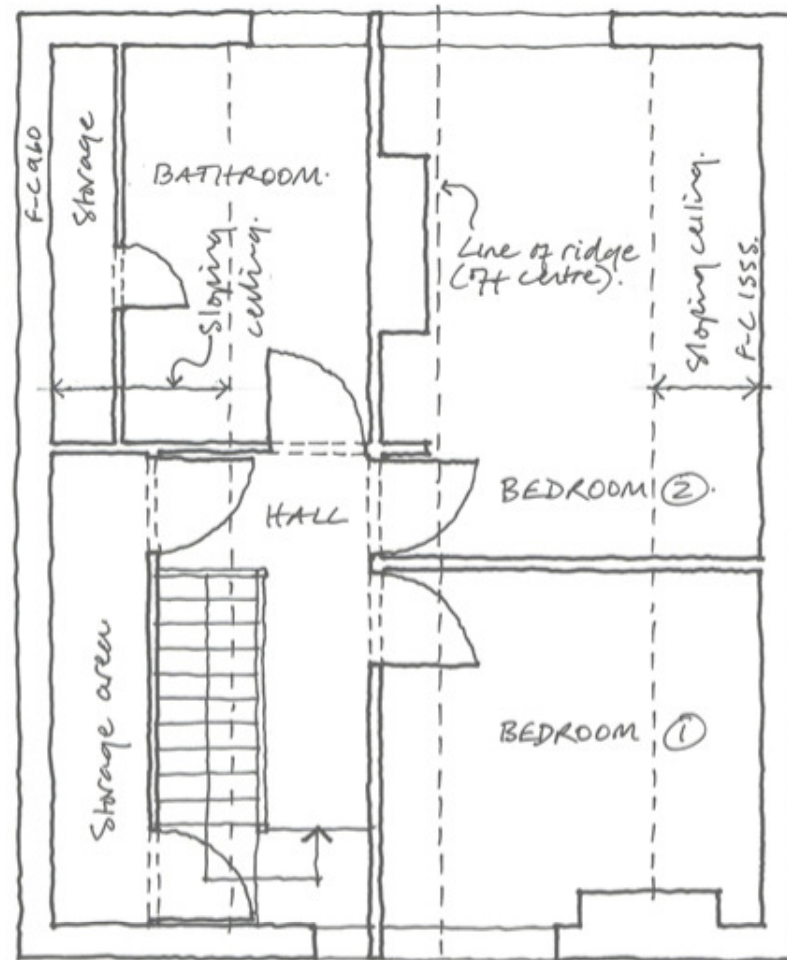 F-C 960
Storage
BATHROOM.
Sloping
ceiling.
Line of ridge
(off centre).
Sloping ceiling.
F-C 1555.
BEDROOM 2.
HALL
Storage area
BEDROOM 1